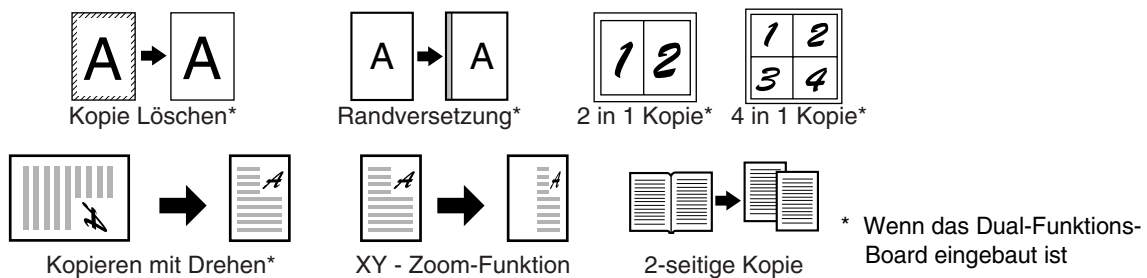 A A
A A
1 2
1 2
3 4
Kopie Löschen*
Randversetzung*
2 in 1 Kopie*
4 in 1 Kopie*
A A
A A
Kopieren mit Drehen*
XY - Zoom-Funktion
2-seitige Kopie
* Wenn das Dual-Funktions-
Board eingebaut ist